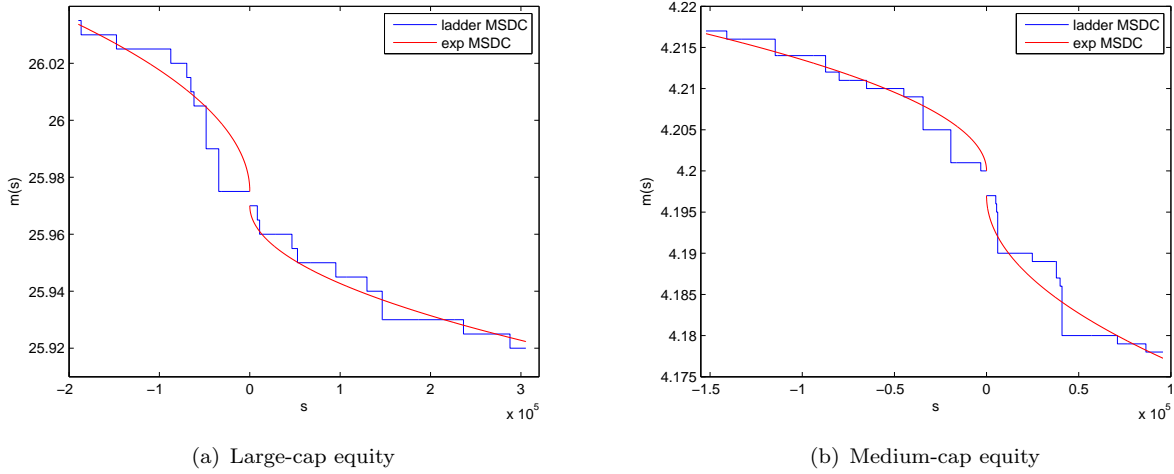 ladder MSDC
exp MSDC
m(s)
26.02
26
25.98
25.96
25.94
25.92
−2
−1
0
1
2
3
x 10^5
s
(a) Large-cap equity
ladder MSDC
exp MSDC
m(s)
4.22
4.215
4.21
4.205
4.2
4.195
4.19
4.185
4.18
4.175
−1.5
−1
−0.5
0
0.5
1
x 10^5
s
(b) Medium-cap equity